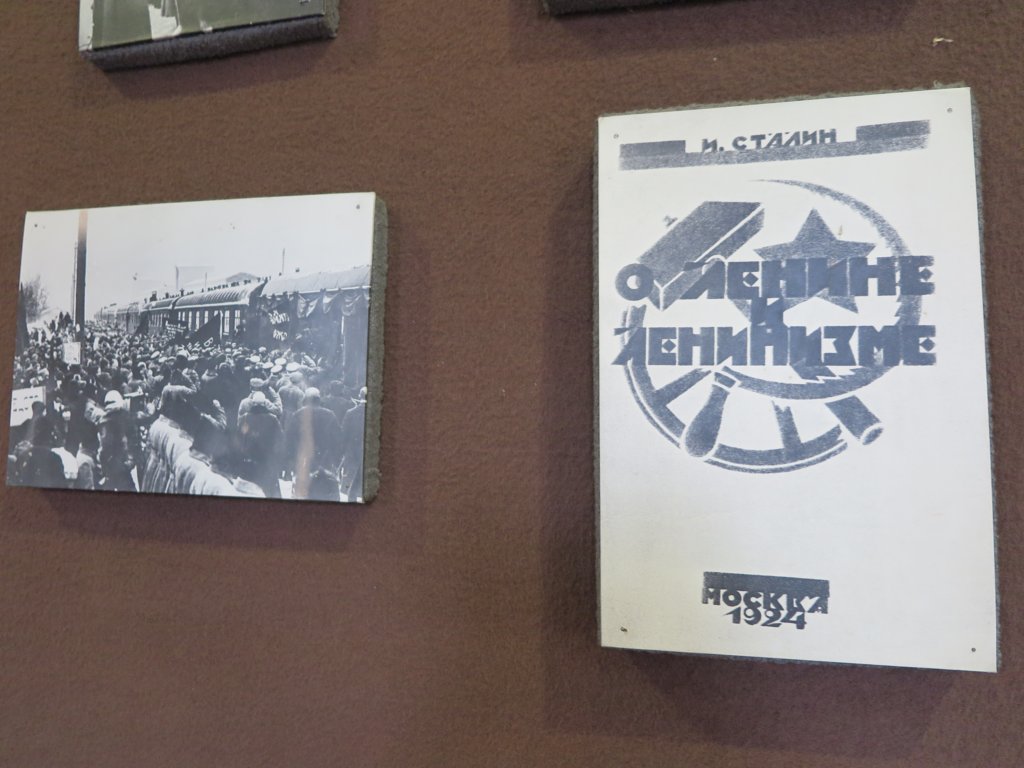 И. СТАЛИН
О ЛЕНИНЕ
И
ЛЕНИНИЗМЕ
МОСКВА
1924